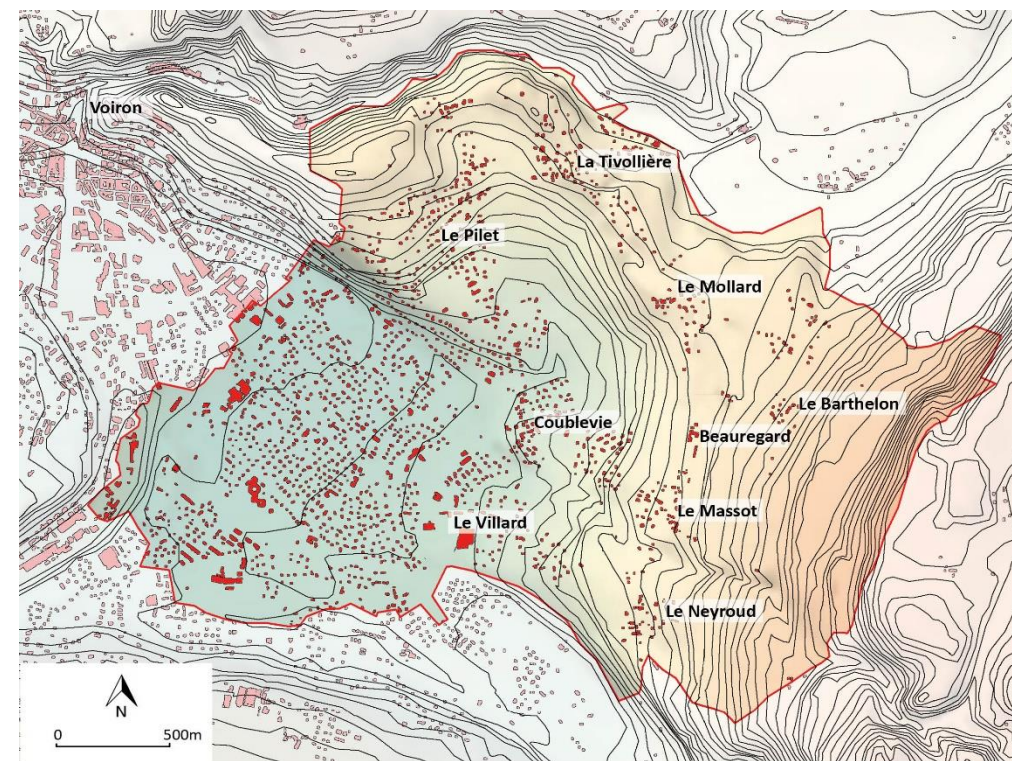 Voiron
La Tivollière
Le Pilet
Le Mollard
Le Barthelon
Coublevie
Beauregard
Le Massot
Le Villard
Le Neyroud
N
0 500m